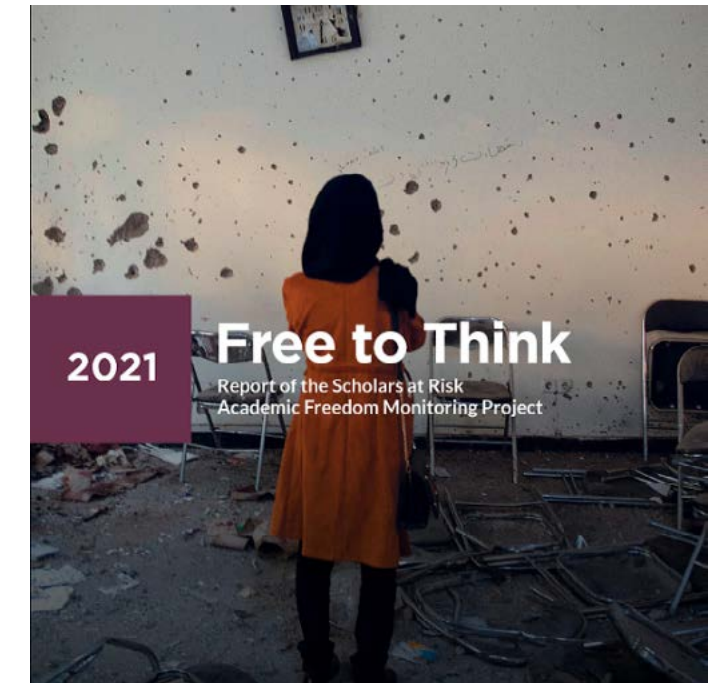 2021
Free to Think
Report of the Scholars at Risk
Academic Freedom Monitoring Project